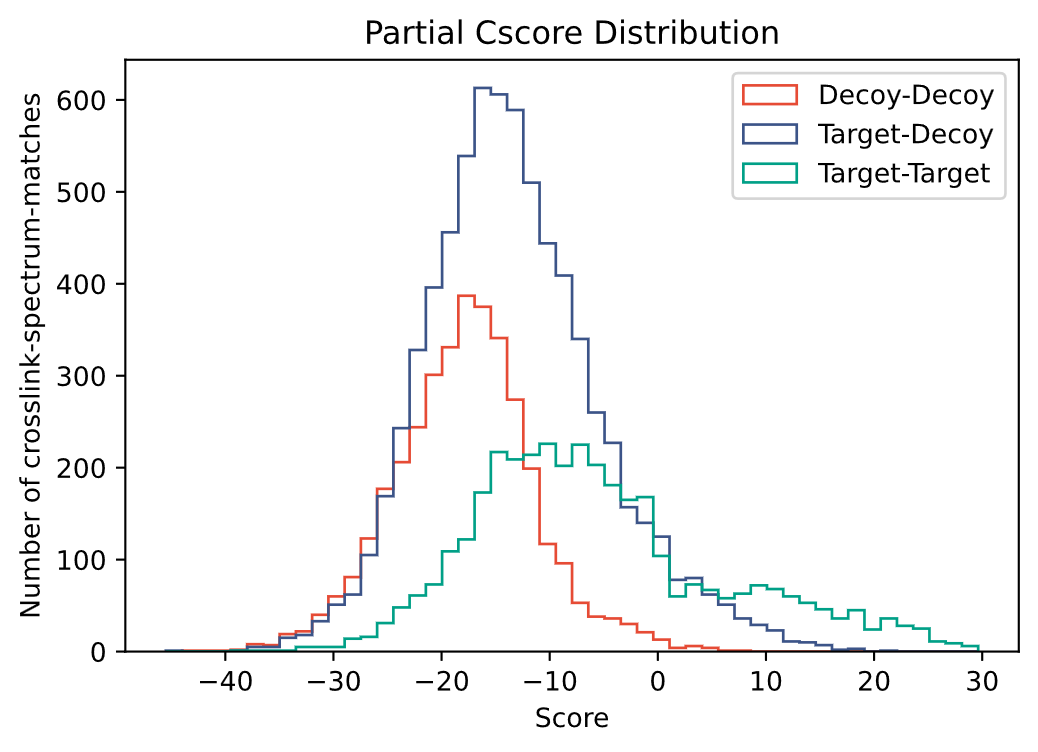 Partial Cscore Distribution
Number of crosslink-spectrum-matches
600
500
400
300
200
100
0
Decoy-Decoy
Target-Decoy
Target-Target
−40 −30 −20 −10 0 10 20 30
Score